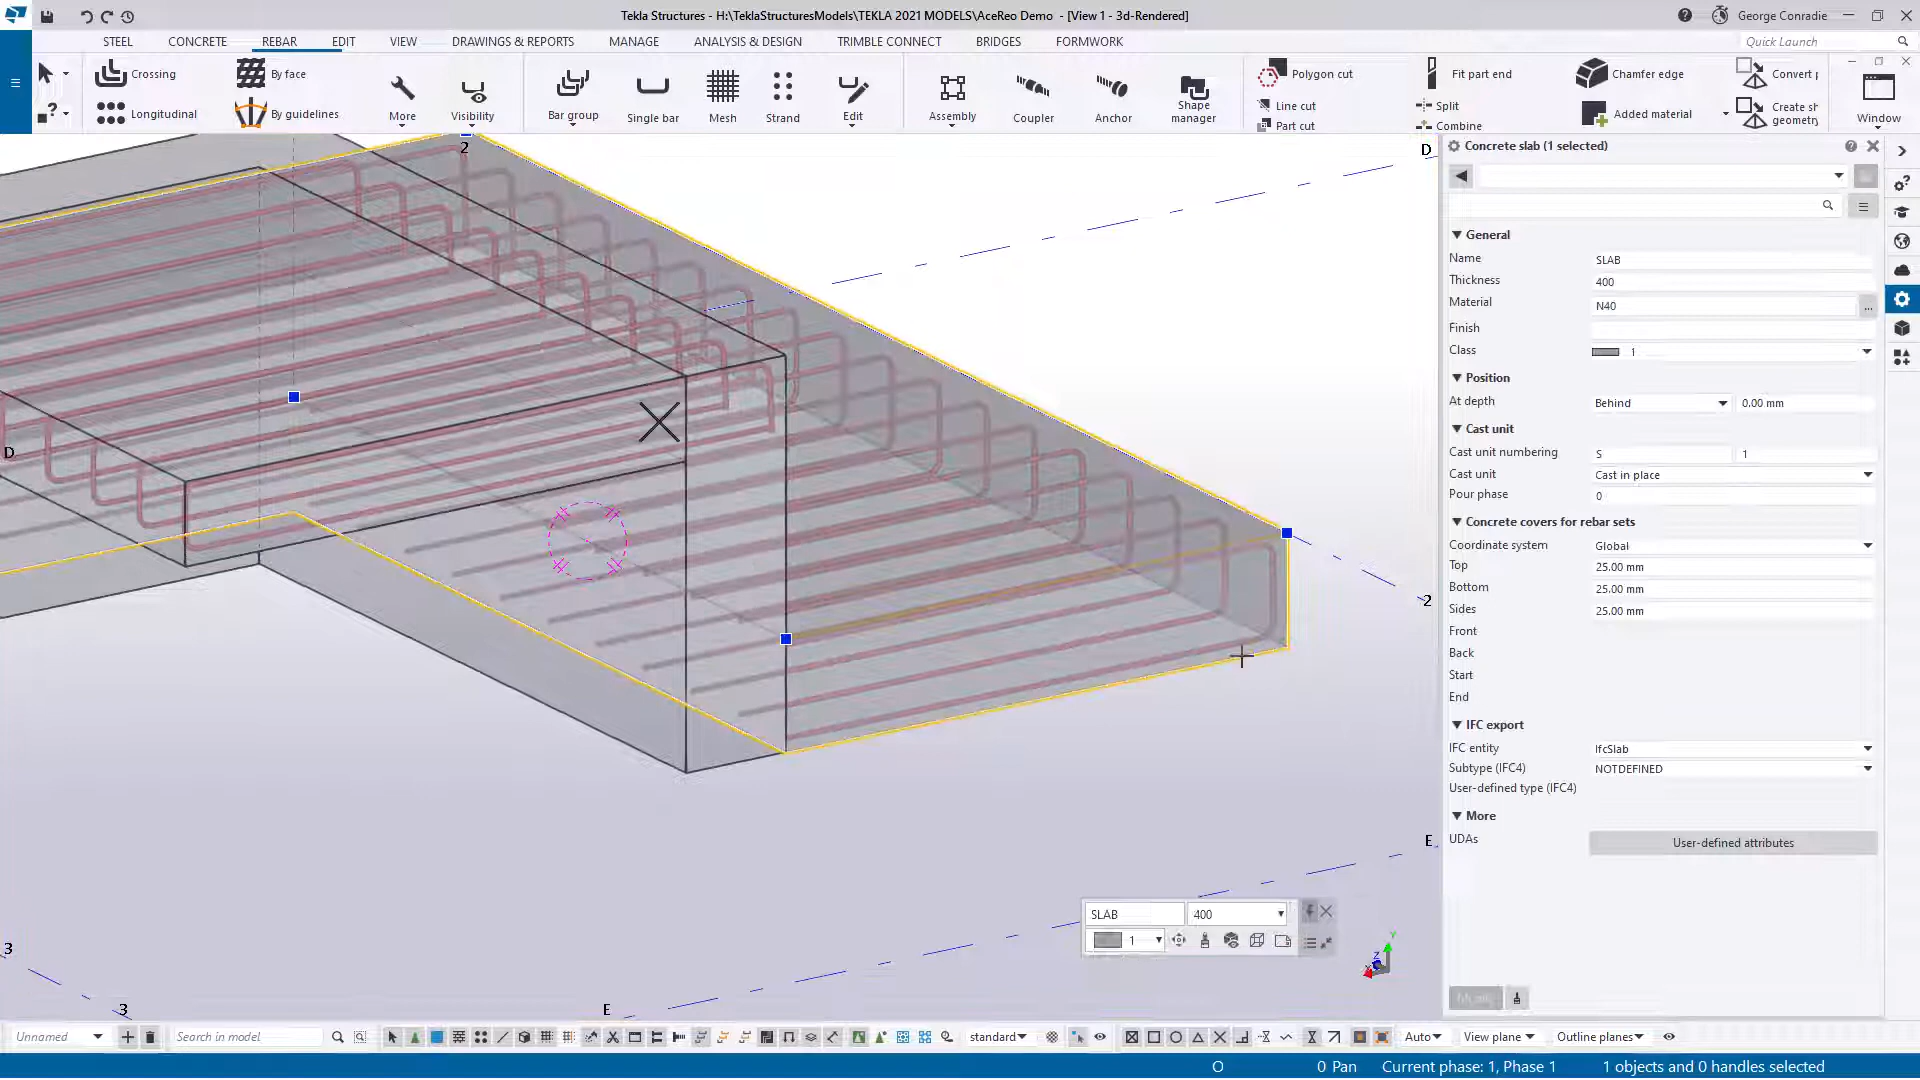 Tekla Structures - H:\TeklaStructuresModels\TEKLA 2021 MODELS\AceReo Demo - [View 1 - 3d-Rendered]
George Conradie
STEEL CONCRETE REBAR EDIT VIEW DRAWINGS & REPORTS MANAGE ANALYSIS & DESIGN TRIMBLE CONNECT BRIDGES FORMWORK
Quick Launch
Crossing
Longitudinal
By face
By guidelines
More
Visibility
Bar group
Single bar
Mesh
Strand
Edit
Assembly
Coupler
Anchor
Shape
manager
Polygon cut
Line cut
Part cut
Fit part end
Split
Combine
Chamfer edge
Added material
Convert
Create sh
geometry
Window
2
D
D
2
E
3
3
E
Concrete slab (1 selected)
General
Name SLAB
Thickness 400
Material N40 ...
Finish
Class 1
Position
At depth Behind 0.00 mm
Cast unit
Cast unit numbering S 1
Cast unit Cast in place
Pour phase 0
Concrete covers for rebar sets
Coordinate system Global
Top 25.00 mm
Bottom 25.00 mm
Sides 25.00 mm
Front
Back
Start
End
IFC export
IFC entity IfcSlab
Subtype (IFC4) NOTDEFINED
User-defined type (IFC4)
More
UDAs User-defined attributes
SLAB 400
1
Y
Z
X
Unnamed
Search in model
standard
Auto
View plane
Outline planes
O 0 Pan Current phase: 1, Phase 1 1 objects and 0 handles selected